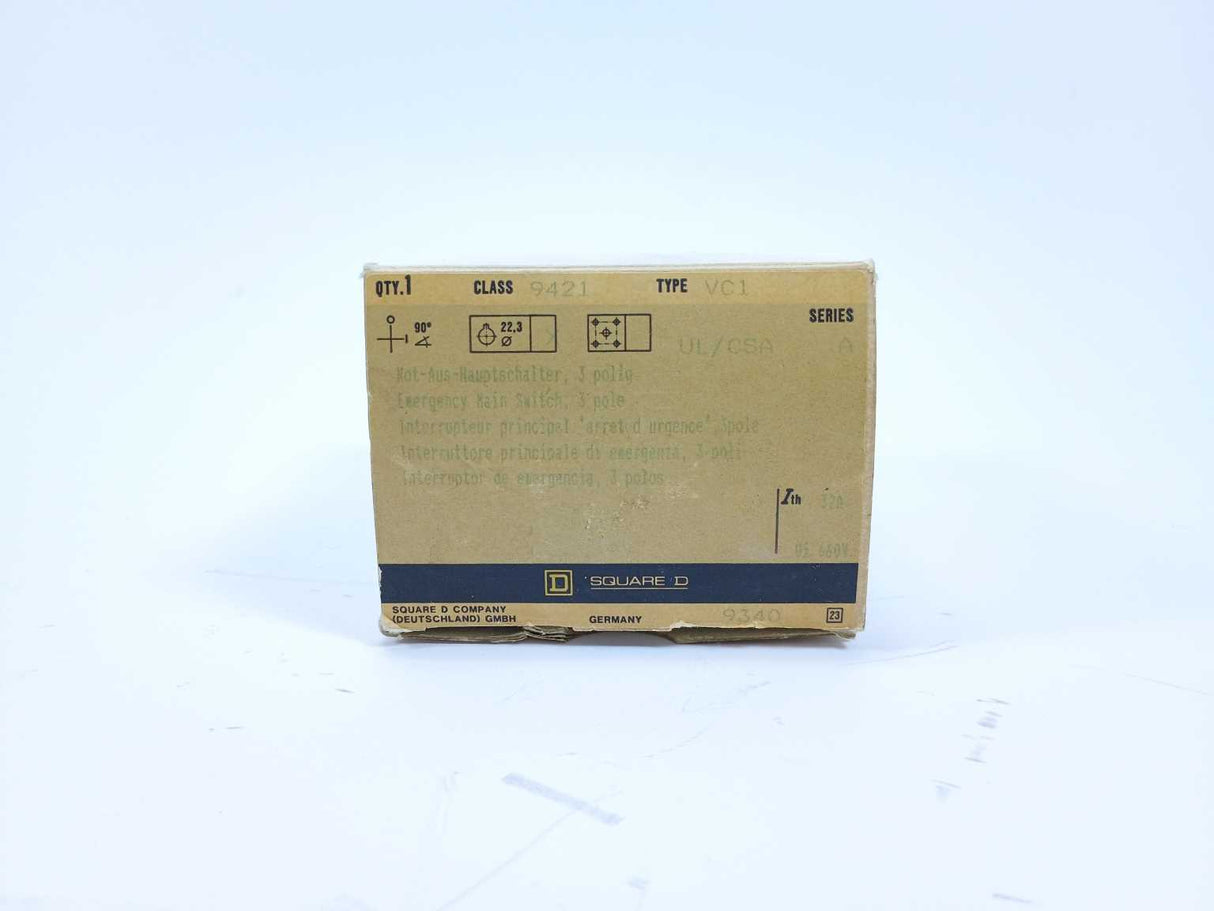 QTY.1 CLASS 9421 TYPE VC1
SERIES
90° 22,3 Ø X UL/CSA A
Not-Aus-Hauptschalter, 3 polig
Emergency Main Switch, 3 pole
Interrupteur principal 'arret d urgence' 3pole
Interruttore principale di emergenza, 3 poli
Interruptor de emergencia, 3 polos
Ith 32A
660V
D SQUARE D
SQUARE D COMPANY
(DEUTSCHLAND) GMBH GERMANY 9340 23